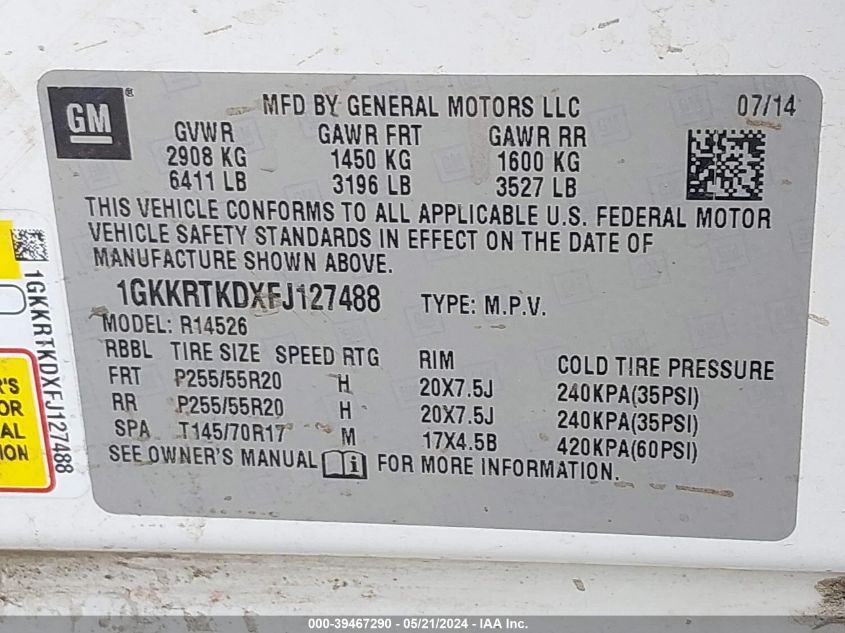 GM ®
MFD BY GENERAL MOTORS LLC 07/14
GVWR GAWR FRT GAWR RR
2908 KG 1450 KG 1600 KG
6411 LB 3196 LB 3527 LB
THIS VEHICLE CONFORMS TO ALL APPLICABLE U.S. FEDERAL MOTOR
VEHICLE SAFETY STANDARDS IN EFFECT ON THE DATE OF
MANUFACTURE SHOWN ABOVE.
1GKKRTKDXFJ127488 TYPE: M.P.V.
MODEL: R14526
RBBL TIRE SIZE SPEED RTG RIM COLD TIRE PRESSURE
FRT P255/55R20 H 20X7.5J 240KPA(35PSI)
RR P255/55R20 H 20X7.5J 240KPA(35PSI)
SPA T145/70R17 M 17X4.5B 420KPA(60PSI)
SEE OWNER'S MANUAL FOR MORE INFORMATION.
1GKKRTKDXFJ127488
R'S
OR
AL
ION
000-39467290 - 05/21/2024 - IAA Inc.